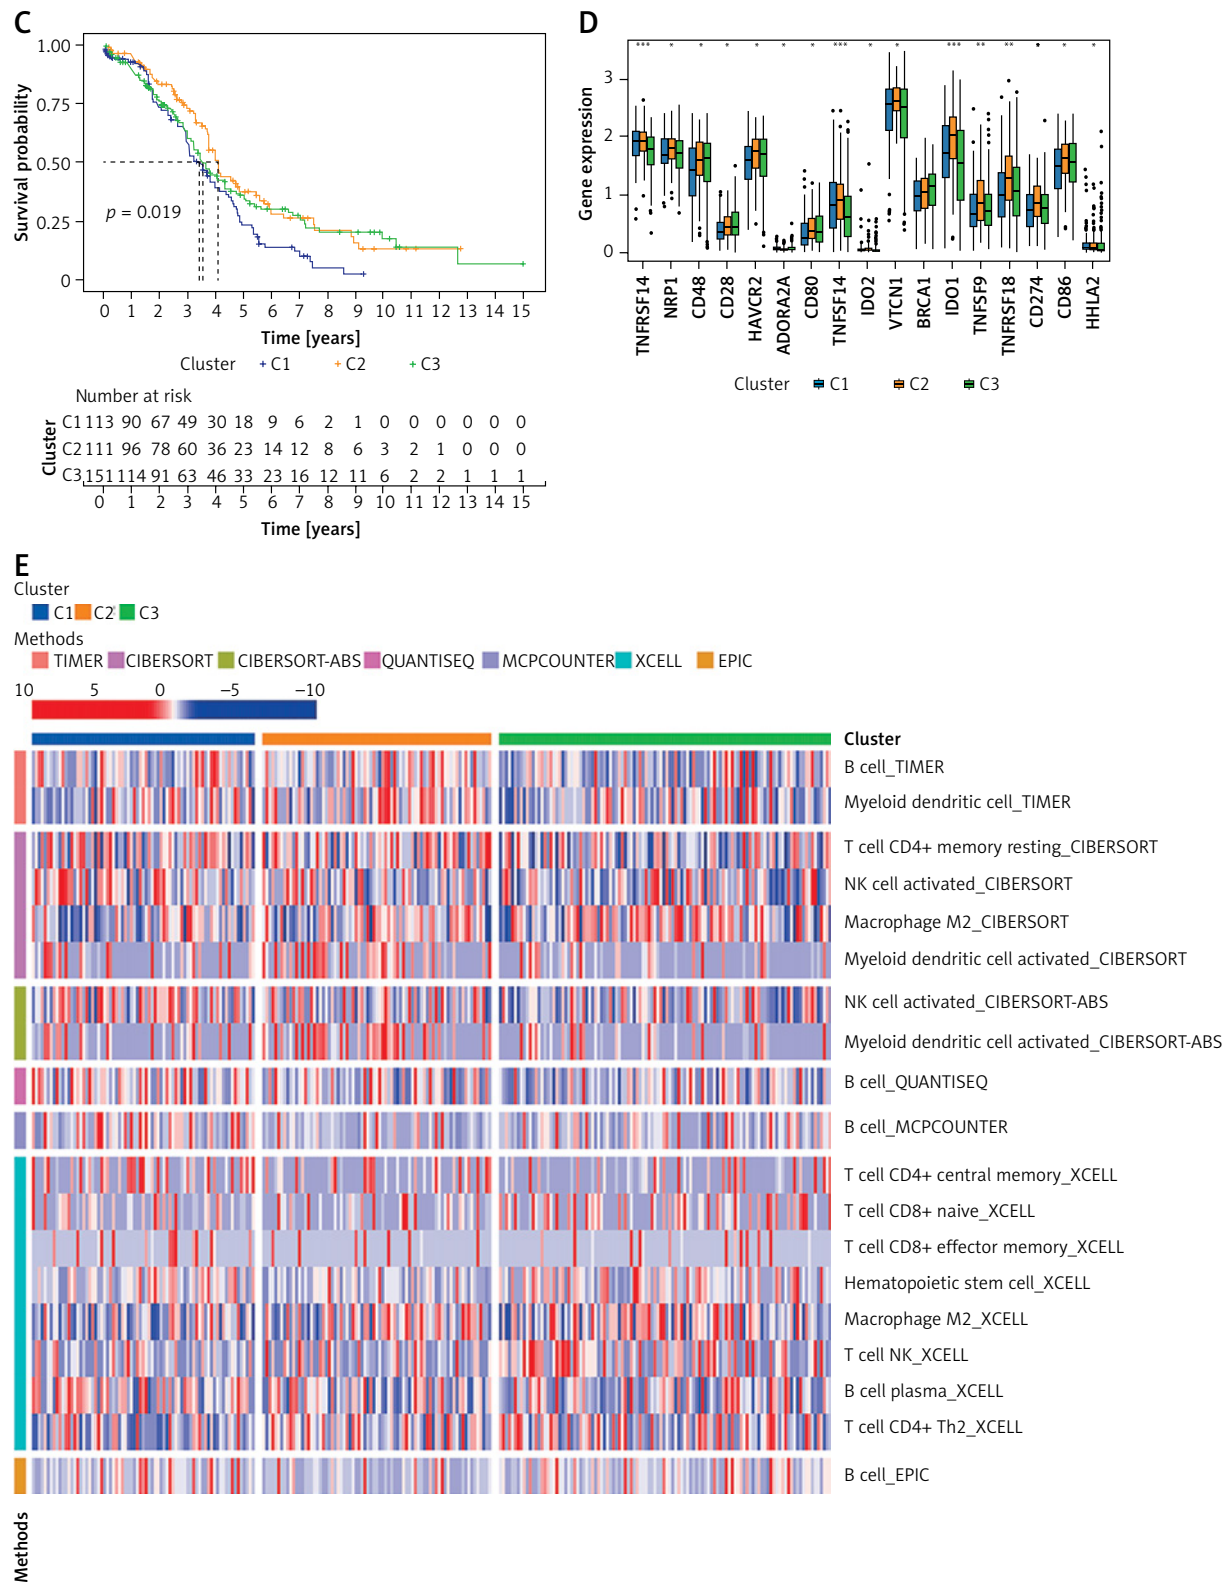 C
Survival probability
1.00
0.75
0.50
0.25
0
p = 0.019
0 1 2 3 4 5 6 7 8 9 10 11 12 13 14 15
Time [years]
Cluster C1 C2 C3
Number at risk
Cluster
C1 113 90 67 49 30 18 9 6 2 1 0 0 0 0 0 0
C2 111 96 78 60 36 23 14 12 8 6 3 2 1 0 0 0
C3 151 114 91 63 46 33 23 16 12 11 6 2 2 1 1 1
0 1 2 3 4 5 6 7 8 9 10 11 12 13 14 15
Time [years]
D
Gene expression
*** * * * * * * *** * * *** ** ** * * *
3
2
1
0
TNFRSF14 NRP1 CD48 CD28 HAVCR2 ADORA2A CD80 TNFSF14 IDO2 VTCN1 BRCA1 IDO1 TNFSF9 TNFRSF18 CD274 CD86 HHLA2
Cluster C1 C2 C3
E
Cluster
C1 C2 C3
Methods
TIMER CIBERSORT CIBERSORT-ABS QUANTISEQ MCPCOUNTER XCELL EPIC
10 5 0 −5 −10
Cluster
B cell_TIMER
Myeloid dendritic cell_TIMER
T cell CD4+ memory resting_CIBERSORT
NK cell activated_CIBERSORT
Macrophage M2_CIBERSORT
Myeloid dendritic cell activated_CIBERSORT
NK cell activated_CIBERSORT-ABS
Myeloid dendritic cell activated_CIBERSORT-ABS
B cell_QUANTISEQ
B cell_MCPCOUNTER
T cell CD4+ central memory_XCELL
T cell CD8+ naive_XCELL
T cell CD8+ effector memory_XCELL
Hematopoietic stem cell_XCELL
Macrophage M2_XCELL
T cell NK_XCELL
B cell plasma_XCELL
T cell CD4+ Th2_XCELL
B cell_EPIC
Methods